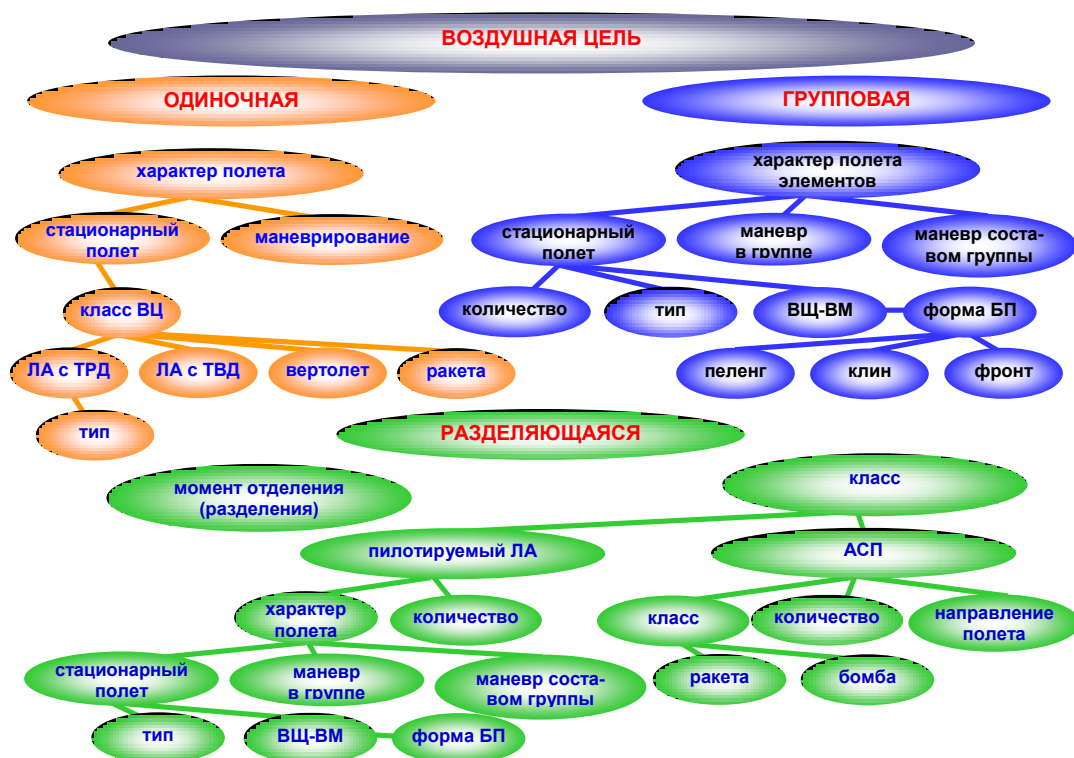 ВОЗДУШНАЯ ЦЕЛЬ
ОДИНОЧНАЯ
ГРУППОВАЯ
характер полета
характер полета
элементов
стационарный
полет
маневрирование
стационарный
полет
маневр
в группе
маневр соста-
вом группы
класс ВЦ
количество
тип
ВЩ-ВМ
форма БП
ЛА с ТРД
ЛА с ТВД
вертолет
ракета
пеленг
клин
фронт
тип
РАЗДЕЛЯЮЩАЯСЯ
момент отделения
(разделения)
класс
пилотируемый ЛА
АСП
характер
полета
количество
класс
количество
направление
полета
стационарный
полет
маневр
в группе
маневр соста-
вом группы
ракета
бомба
тип
ВЩ-ВМ
форма БП